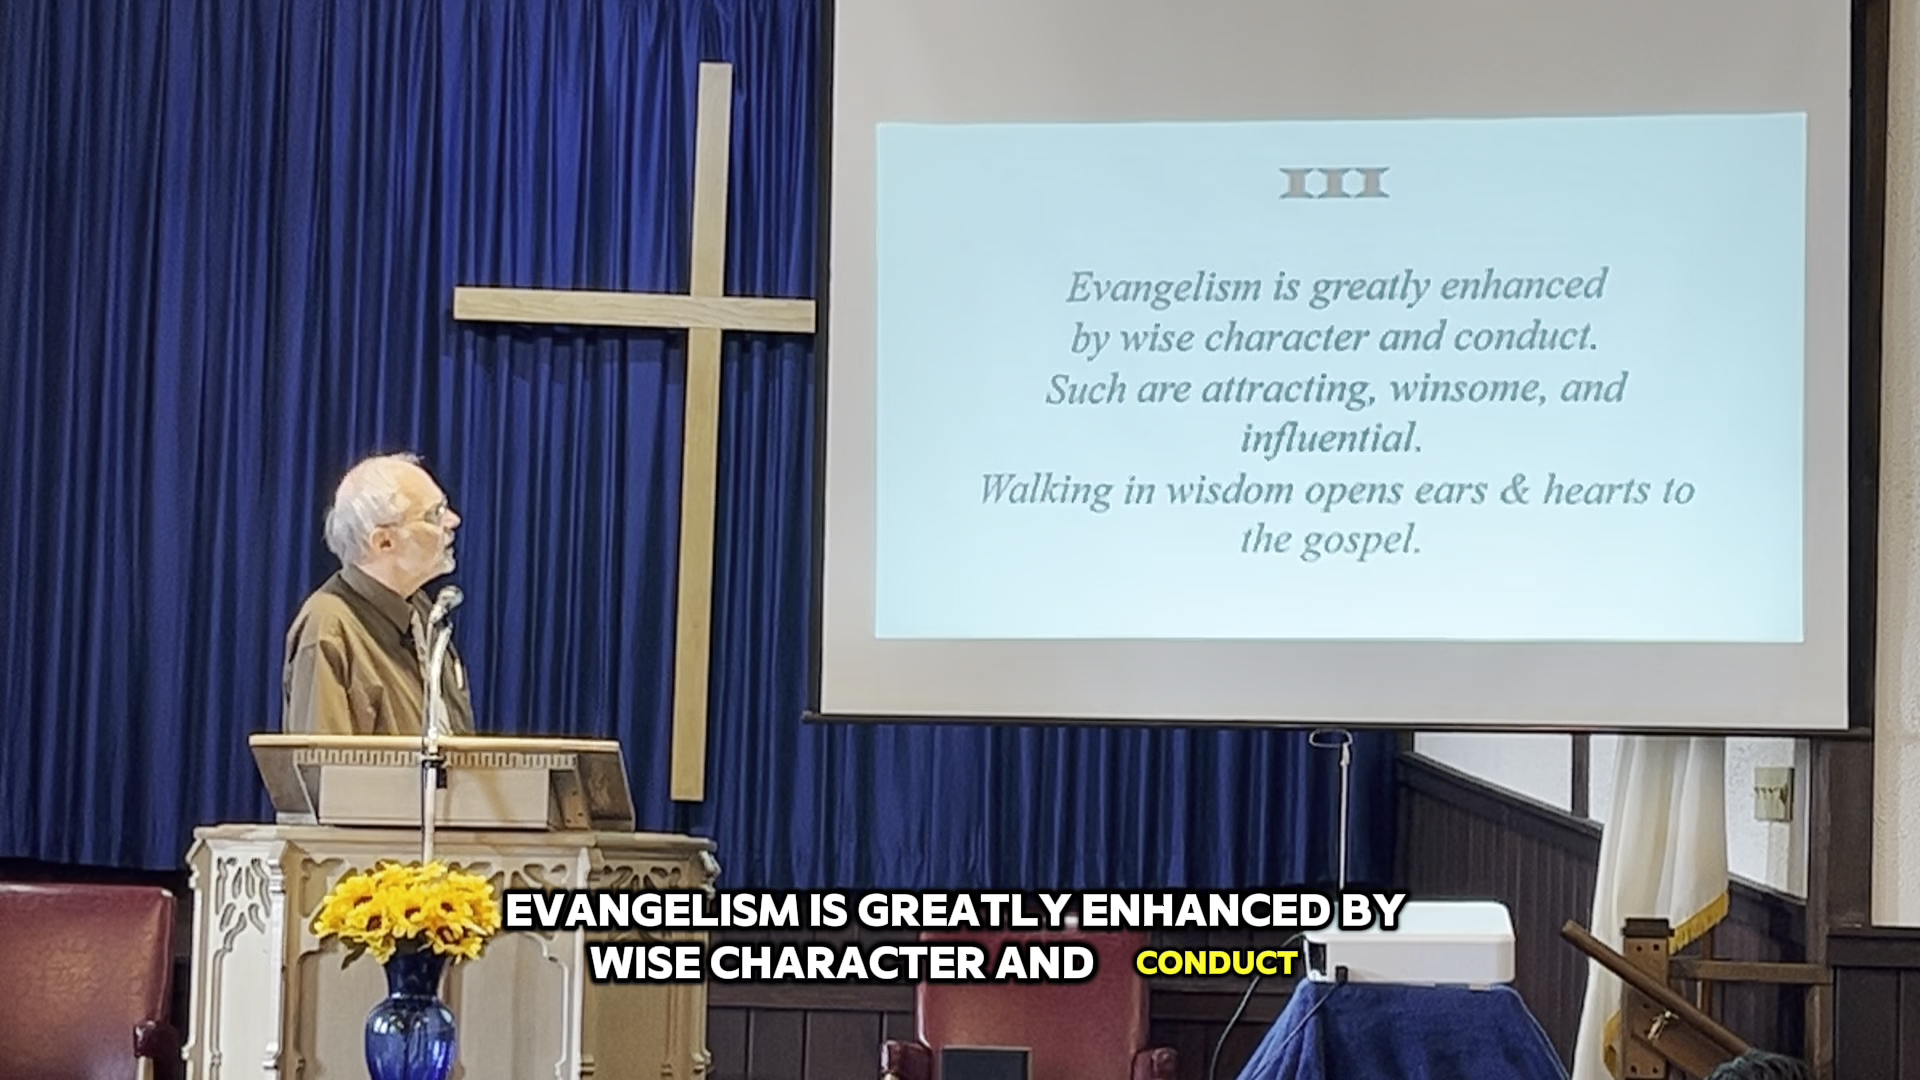 III
Evangelism is greatly enhanced
by wise character and conduct.
Such are attracting, winsome, and
influential.
Walking in wisdom opens ears & hearts to
the gospel.
EVANGELISM IS GREATLY ENHANCED BY
WISE CHARACTER AND CONDUCT